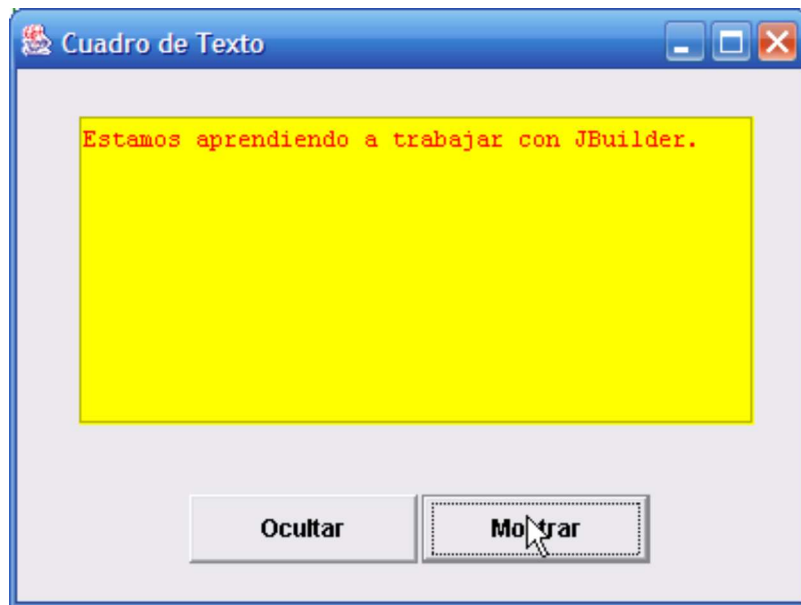 Cuadro de Texto
Estamos aprendiendo a trabajar con JBuilder.
Ocultar
Mostrar